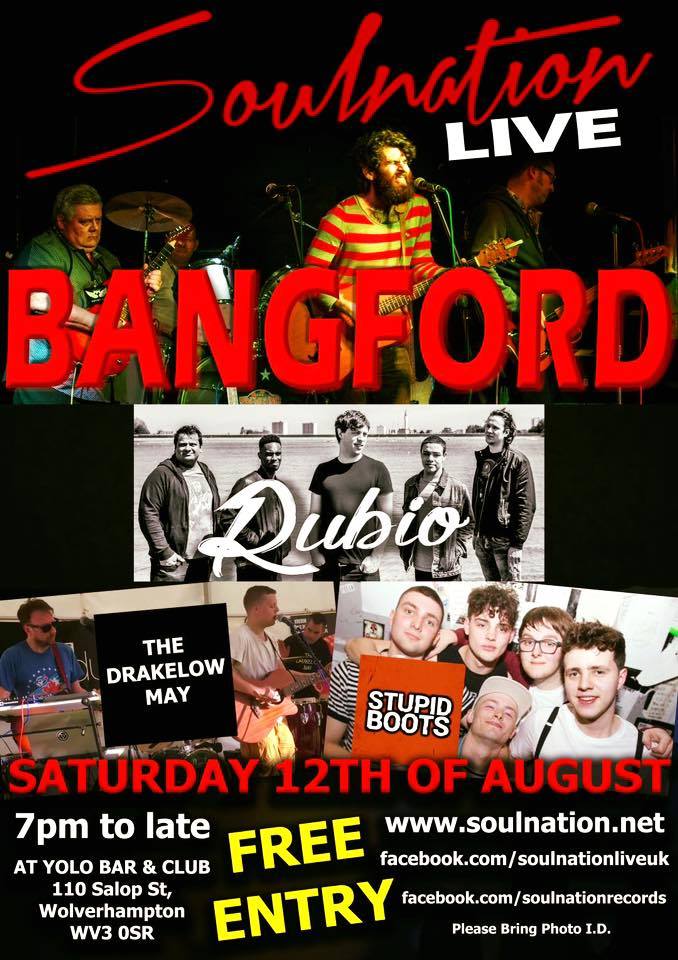 Soulnation
LIVE
BANGFORD
Rubio
THE
DRAKELOW
MAY
STUPID
BOOTS
SATURDAY 12TH OF AUGUST
7pm to late
AT YOLO BAR & CLUB
110 Salop St,
Wolverhampton
WV3 0SR
FREE
ENTRY
www.soulnation.net
facebook.com/soulnationliveuk
facebook.com/soulnationrecords
Please Bring Photo I.D.